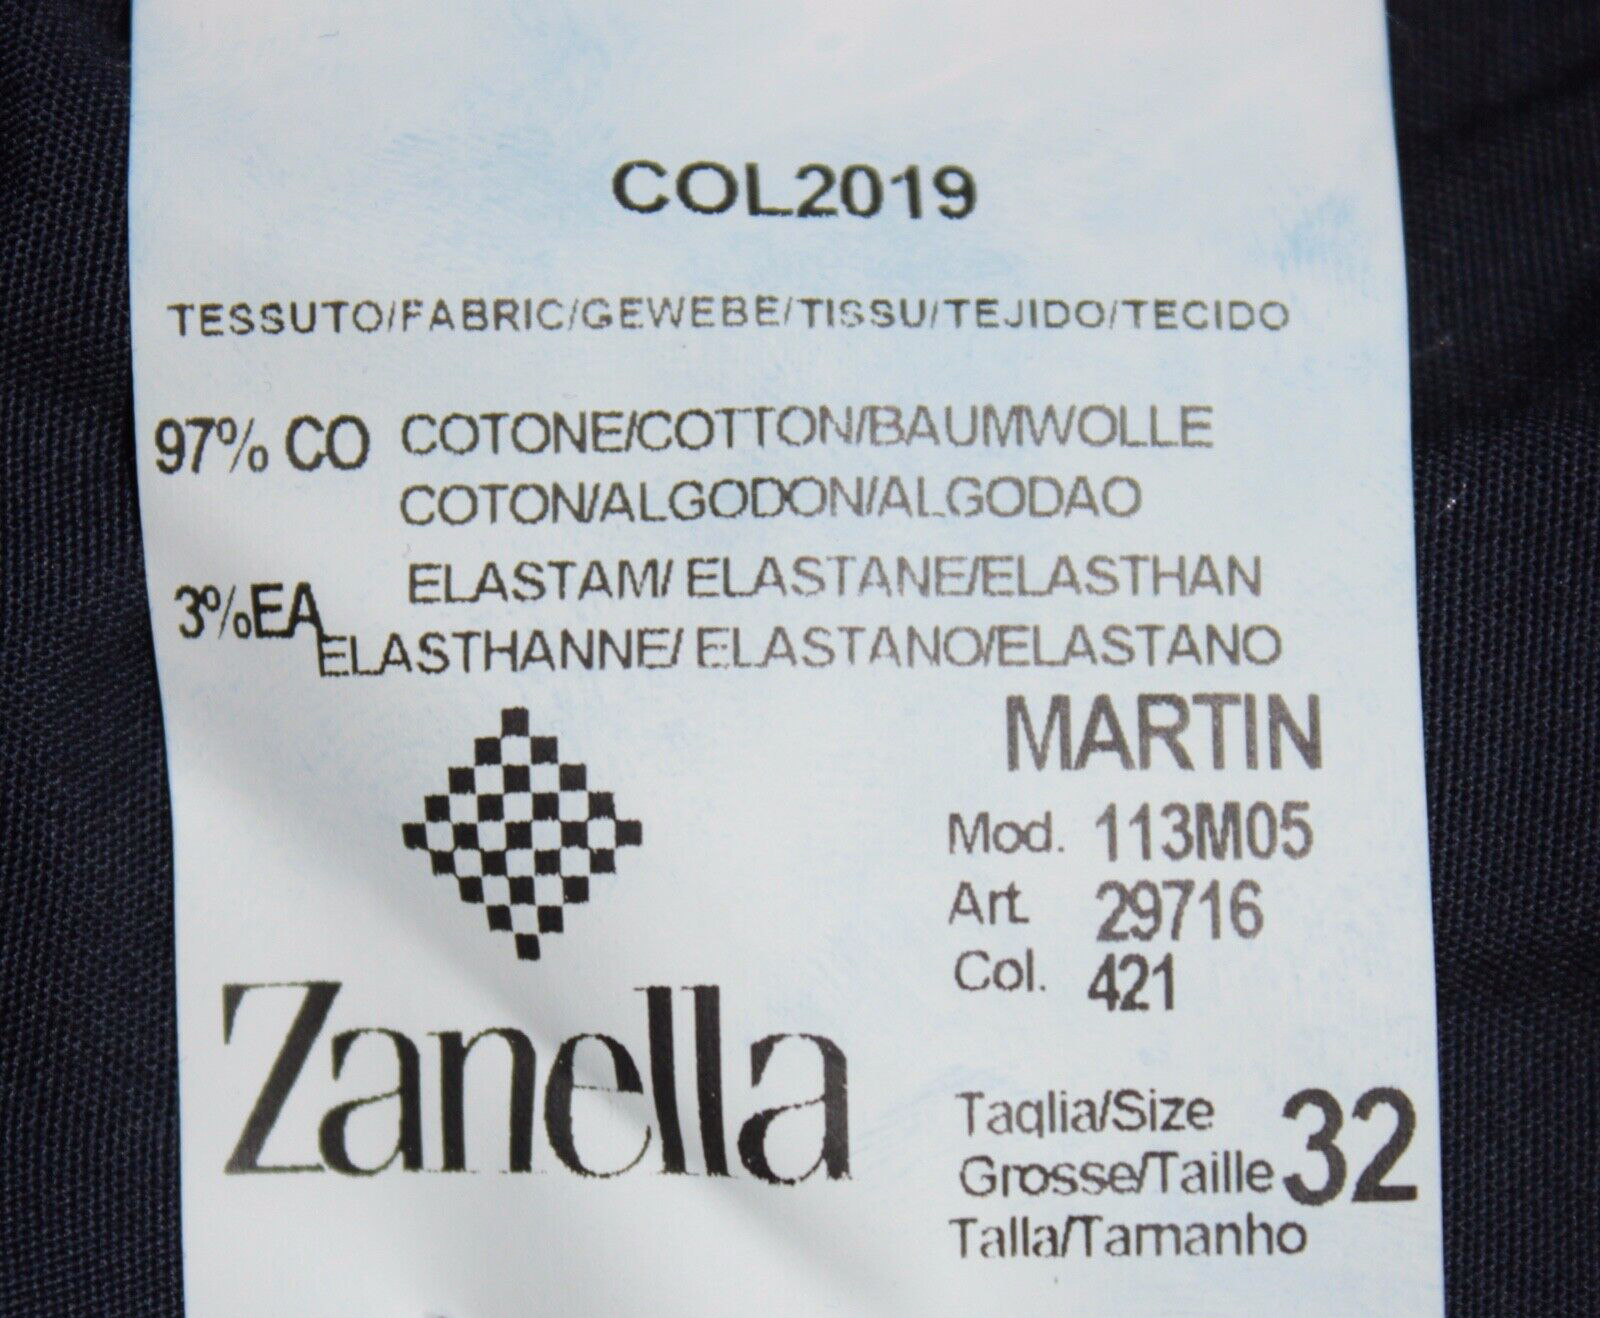 COL2019
TESSUTO/FABRIC/GEWEBE/TISSU/TEJIDO/TECIDO
97% CO COTONE/COTTON/BAUMWOLLE
COTON/ALGODON/ALGODAO
3%EA ELASTAM/ ELASTANE/ELASTHAN
ELASTHANNE/ ELASTANO/ELASTANO
MARTIN
Mod. 113M05
Art. 29716
Col. 421
Zanella
Taglia/Size
Grosse/Taille 32
Talla/Tamanho